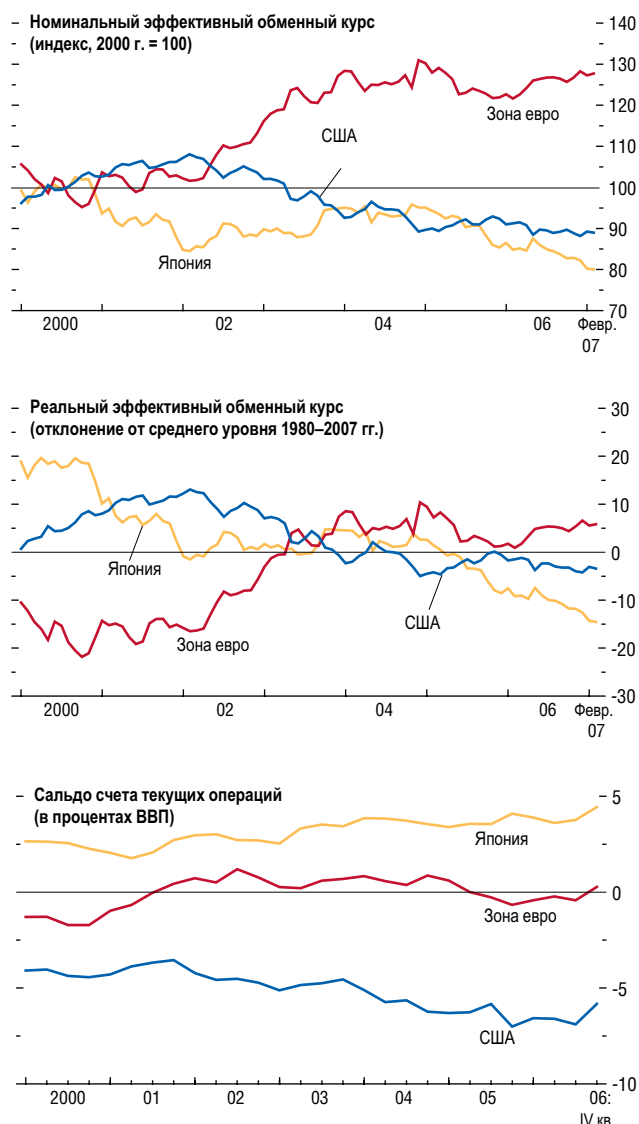 Номинальный эффективный обменный курс
(индекс, 2000 г. = 100)
140
130
120
110
100
90
80
70
США
Зона евро
Япония
2000 02 04 06 Февр.
07
Реальный эффективный обменный курс
(отклонение от среднего уровня 1980–2007 гг.)
30
20
10
0
-10
-20
-30
Япония
США
Зона евро
2000 02 04 06 Февр.
07
Сальдо счета текущих операций
(в процентах ВВП)
5
0
-5
-10
Япония
Зона евро
США
2000 01 02 03 04 05 06:
IV кв.